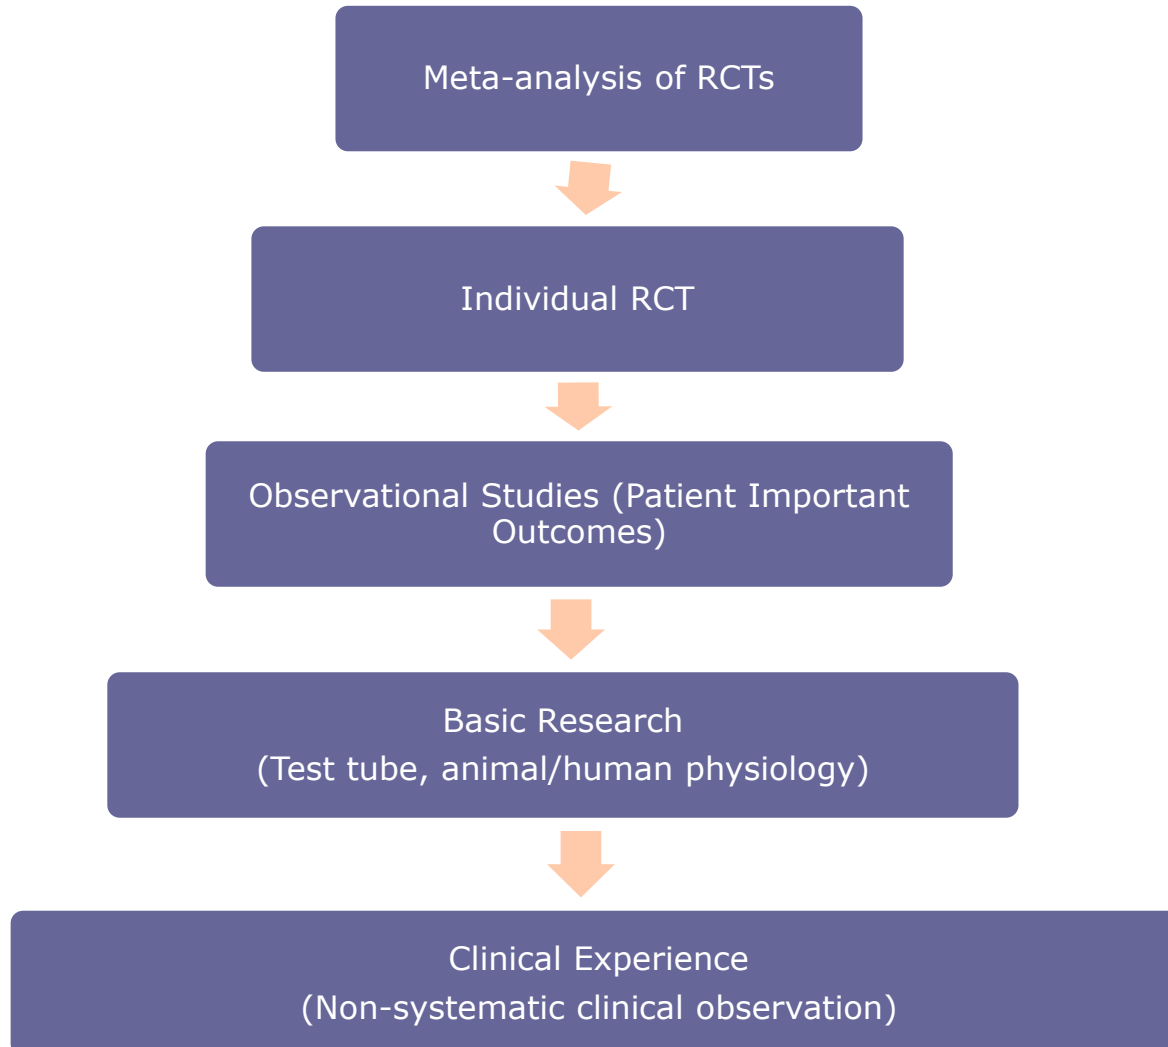 Meta-analysis of RCTs
Individual RCT
Observational Studies (Patient Important
Outcomes)
Basic Research
(Test tube, animal/human physiology)
Clinical Experience
(Non-systematic clinical observation)